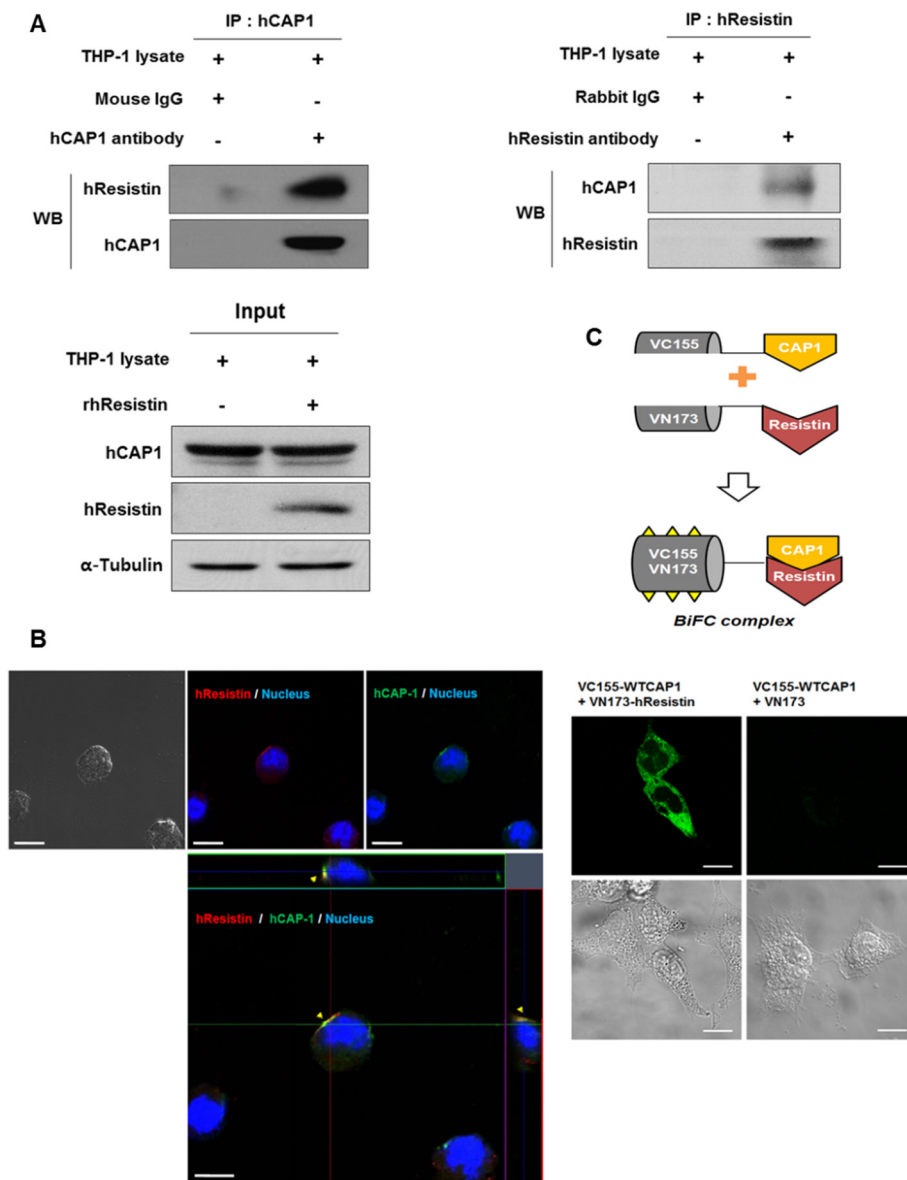 A
IP : hCAP1
THP-1 lysate + +
Mouse IgG + -
hCAP1 antibody - +
WB
hResistin
hCAP1
IP : hResistin
THP-1 lysate + +
Rabbit IgG + -
hResistin antibody - +
WB
hCAP1
hResistin
Input
THP-1 lysate + +
rhResistin - +
hCAP1
hResistin
α-Tubulin
C
VC155
CAP1
VN173
Resistin
VC155
VN173
CAP1
Resistin
BiFC complex
B
hResistin / Nucleus
hCAP-1 / Nucleus
hResistin / hCAP-1 / Nucleus
VC155-WTCAP1
+ VN173-hResistin
VC155-WTCAP1
+ VN173